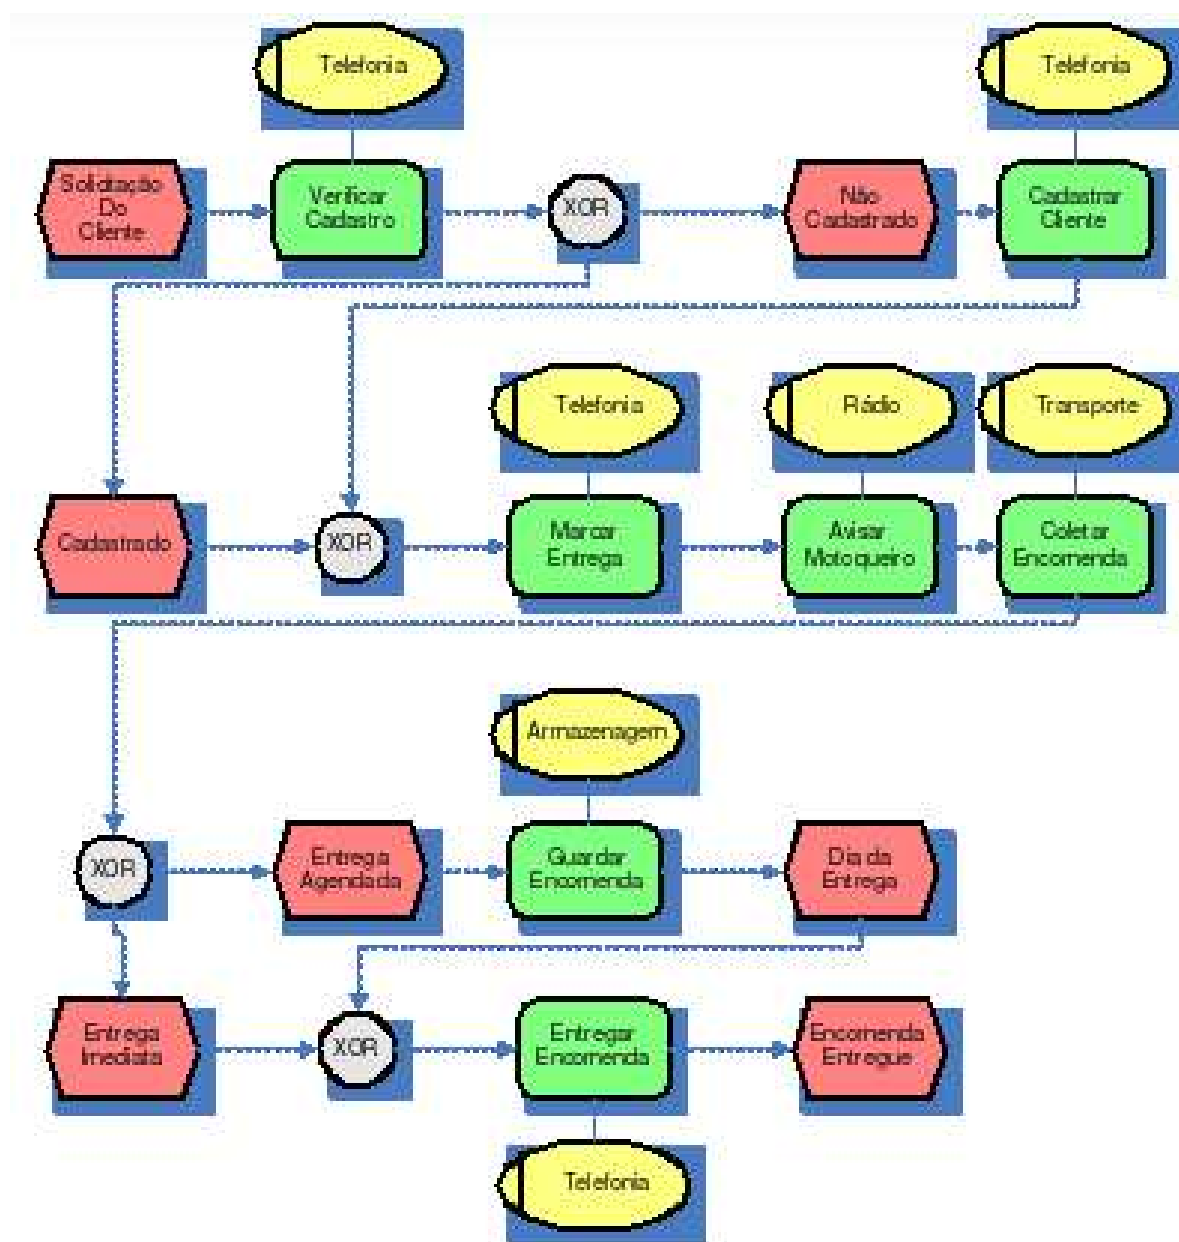 Telefonia
Telefonia
Solicitação
Do
Cliente
Verificar
Cadastro
XOR
Não
Cadastrado
Cadastrar
Cliente
Telefonia
Rádio
Transporte
Cadastrado
XOR
Marcar
Entrega
Avisar
Motoqueiro
Coletar
Encomenda
Armazenagem
XOR
Entrega
Agendada
Guardar
Encomenda
Dia da
Entrega
Entrega
Imediata
XOR
Entregar
Encomenda
Encomenda
Entregue
Telefonia